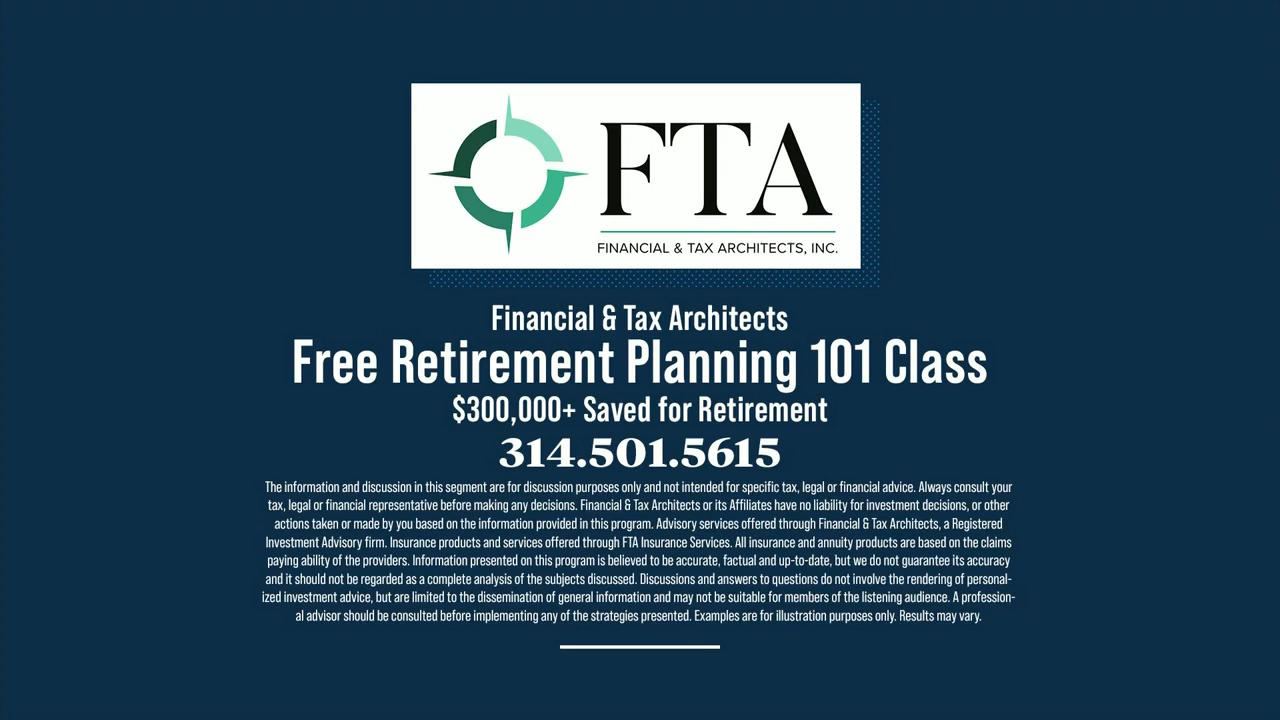 FTA
FINANCIAL & TAX ARCHITECTS, INC.
Financial & Tax Architects
Free Retirement Planning 101 Class
$300,000+ Saved for Retirement
314.501.5615
The information and discussion in this segment are for discussion purposes only and not intended for specific tax, legal or financial advice. Always consult your
tax, legal or financial representative before making any decisions. Financial & Tax Architects or its Affiliates have no liability for investment decisions, or other
actions taken or made by you based on the information provided in this program. Advisory services offered through Financial & Tax Architects, a Registered
Investment Advisory firm. Insurance products and services offered through FTA Insurance Services. All insurance and annuity products are based on the claims
paying ability of the providers. Information presented on this program is believed to be accurate, factual and up-to-date, but we do not guarantee its accuracy
and it should not be regarded as a complete analysis of the subjects discussed. Discussions and answers to questions do not involve the rendering of personal-
ized investment advice, but are limited to the dissemination of general information and may not be suitable for members of the listening audience. A profession-
al advisor should be consulted before implementing any of the strategies presented. Examples are for illustration purposes only. Results may vary.